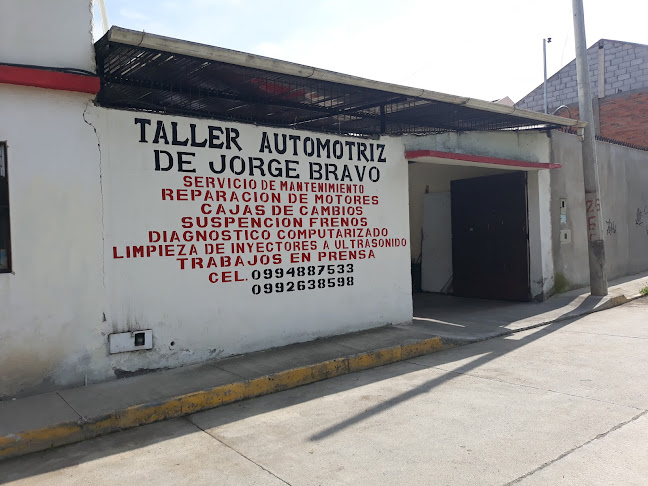 TALLER AUTOMOTRIZ
DE JORGE BRAVO
SERVICIO DE MANTENIMIENTO
REPARACION DE MOTORES
CAJAS DE CAMBIOS
SUSPENCION FRENOS
DIAGNOSTICO COMPUTARIZADO
LIMPIEZA DE INYECTORES A ULTRASONIDO
TRABAJOS EN PRENSA
CEL. 0994887533
0992638598